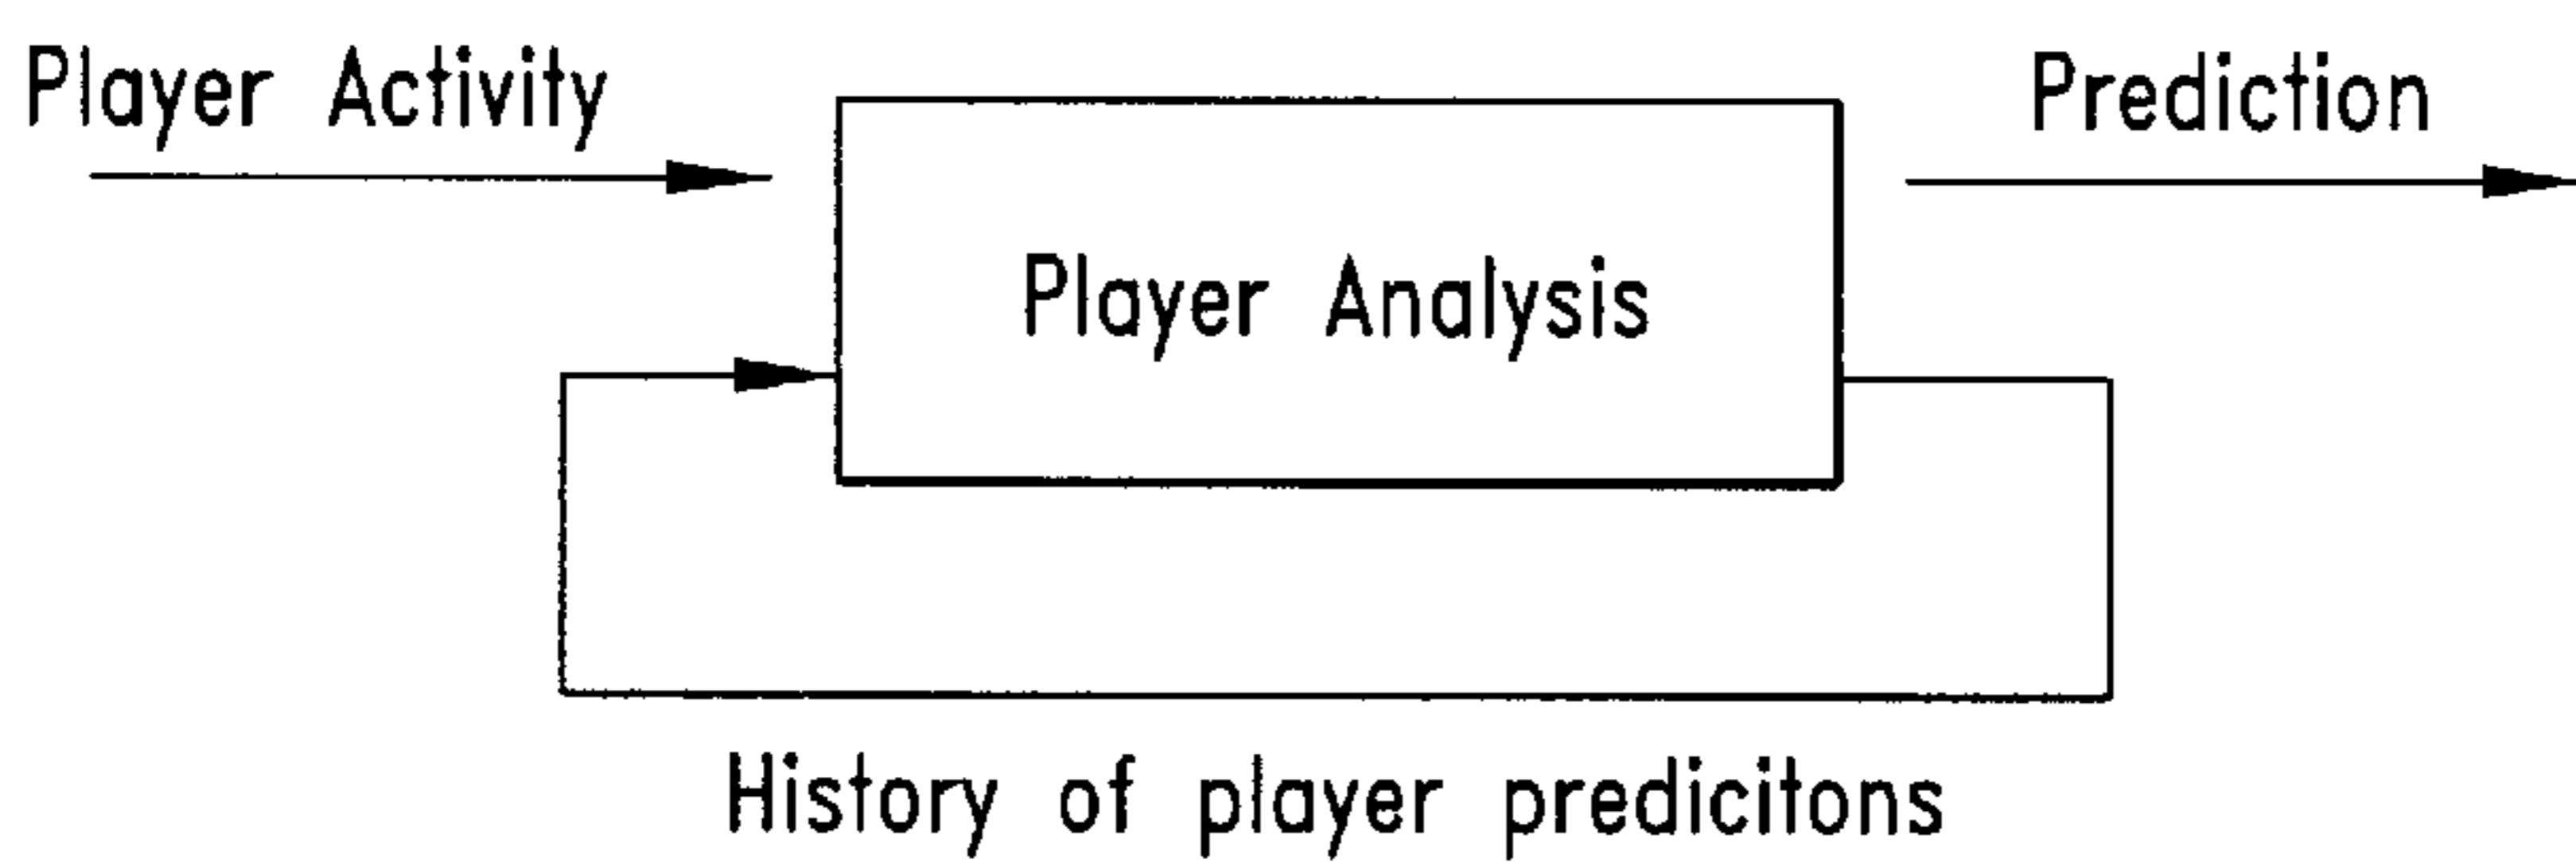 Player Activity
Prediction
Player Analysis
History of player predicitons